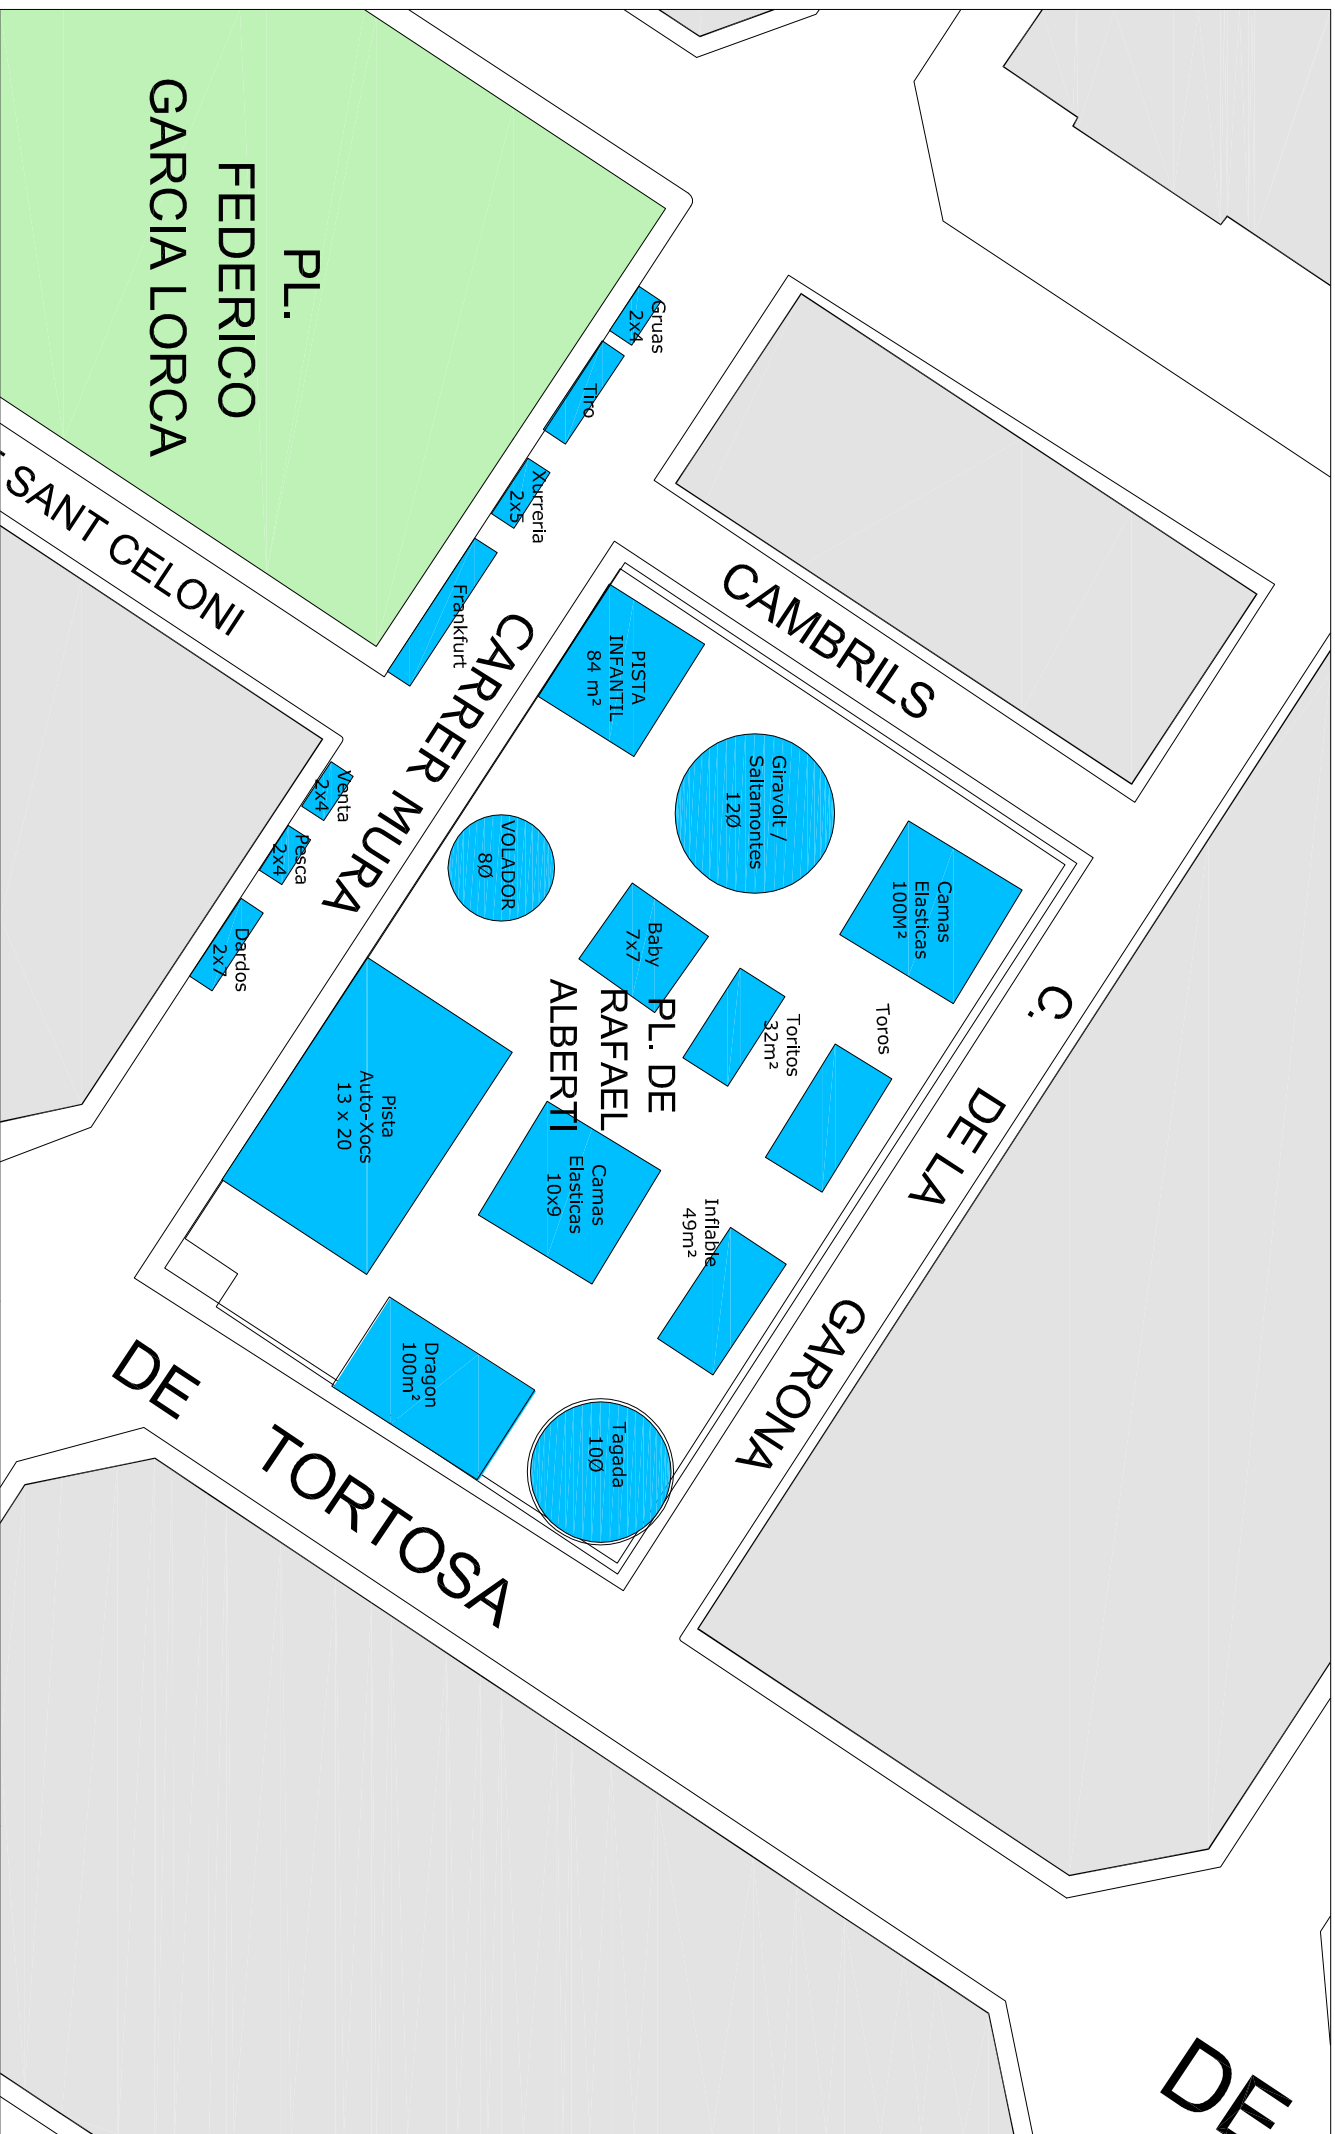 PL.
FEDERICO
GARCIA LORCA
SANT CELONI
Gruas
2x4
Tiro
Xurreria
2x5
Frankfurt
CARRER MURA
Venta
2x4
Pesca
2x4
Dardos
2x7
CAMBRILS
PISTA
INFANTIL
84 m²
Giravolt /
Saltamontes
12Ø
Camas
Elasticas
100M²
VOLADOR
8Ø
Baby
7x7
PL. DE
RAFAEL
ALBERTI
Toritos
32m²
Toros
C. DE LA GARONA
Pista
Auto-Xocs
13 x 20
Camas
Elasticas
10x9
Inflable
49m²
Dragon
100m²
Tagada
10Ø
DE TORTOSA
DE